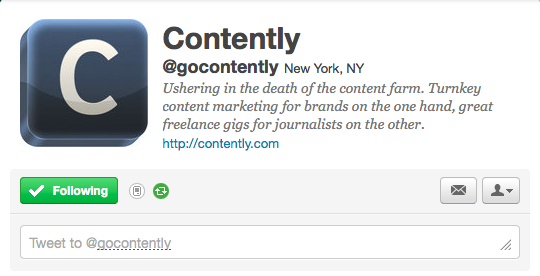 C
Contently
@gocontently New York, NY
Ushering in the death of the content farm. Turnkey
content marketing for brands on the one hand, great
freelance gigs for journalists on the other.
http://contently.com
Following
Tweet to @gocontently